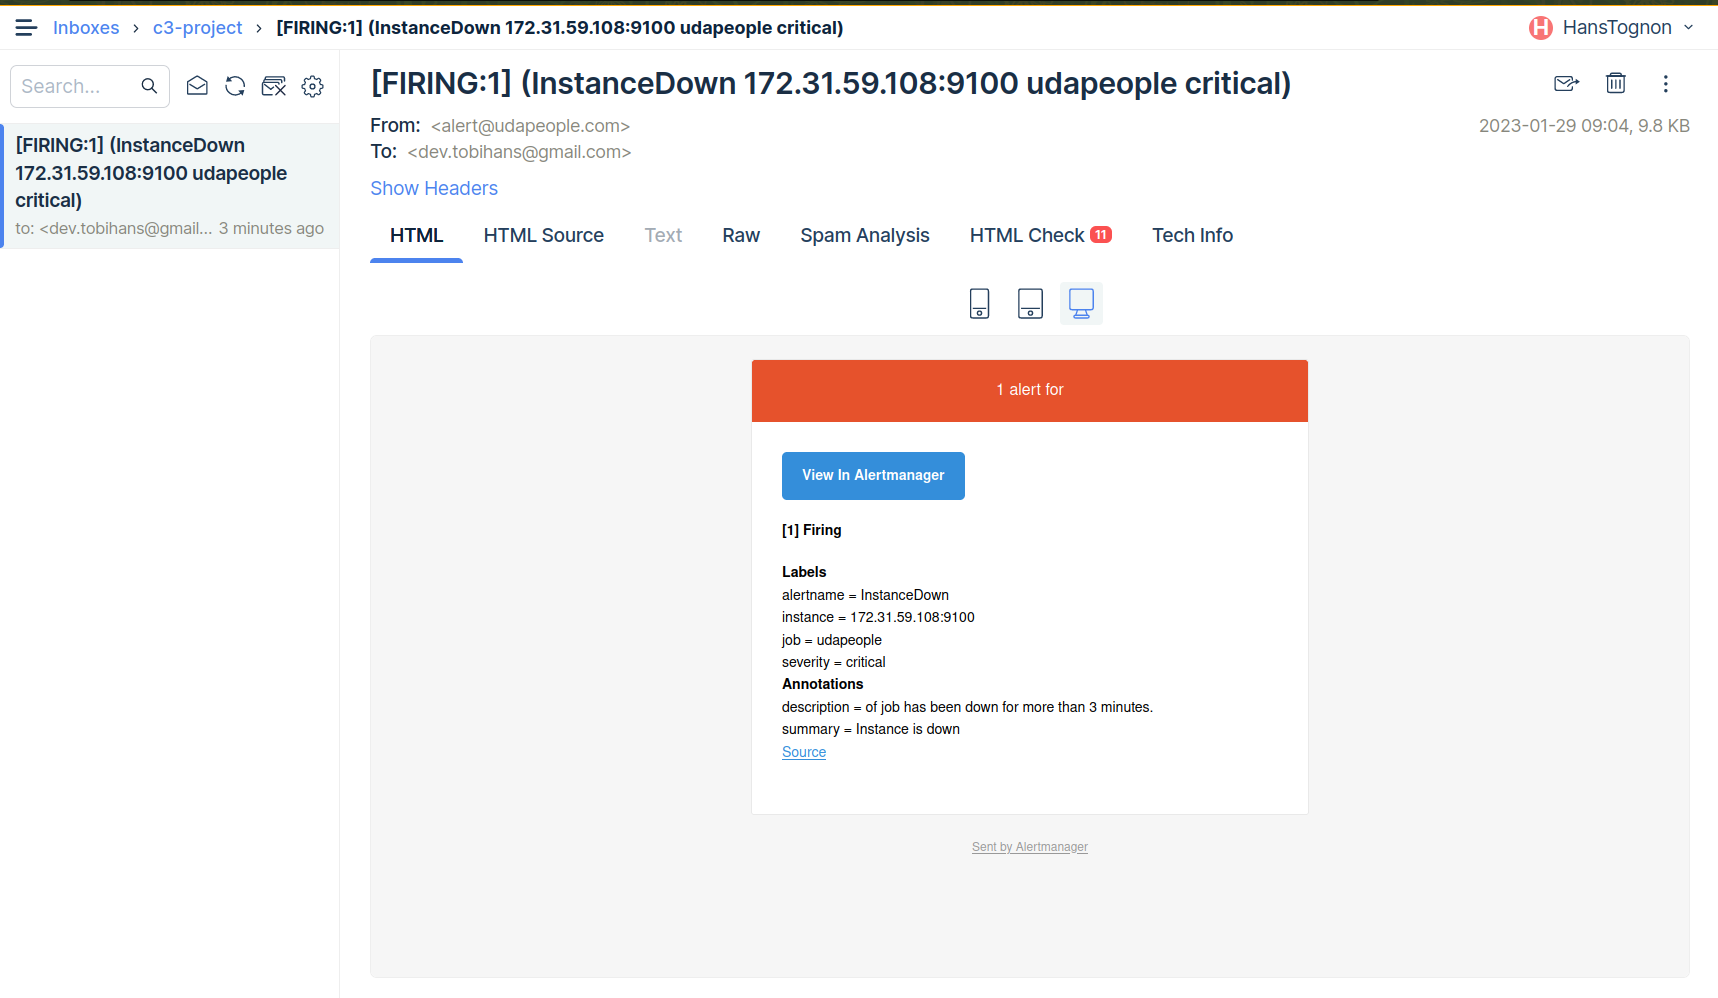 Inboxes › c3-project › [FIRING:1] (InstanceDown 172.31.59.108:9100 udapeople critical)
H HansTognon
Search...
[FIRING:1] (InstanceDown
172.31.59.108:9100 udapeople
critical)
to: <dev.tobihans@gmail... 3 minutes ago
[FIRING:1] (InstanceDown 172.31.59.108:9100 udapeople critical)
From: <alert@udapeople.com>
2023-01-29 09:04, 9.8 KB
To: <dev.tobihans@gmail.com>
Show Headers
HTML HTML Source Text Raw Spam Analysis HTML Check 11 Tech Info
1 alert for
View In Alertmanager
[1] Firing
Labels
alertname = InstanceDown
instance = 172.31.59.108:9100
job = udapeople
severity = critical
Annotations
description = of job has been down for more than 3 minutes.
summary = Instance is down
Source
Sent by Alertmanager